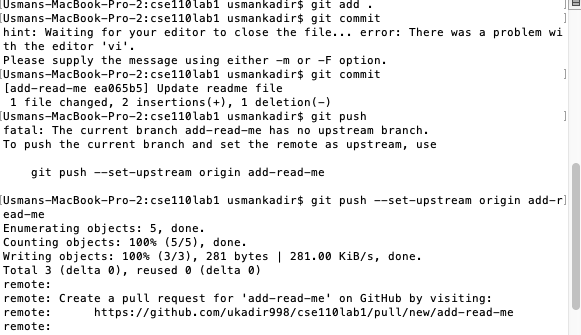 [Usmans-MacBook-Pro-2:cse110lab1 usmankadir$ git add . ]
[Usmans-MacBook-Pro-2:cse110lab1 usmankadir$ git commit ]
hint: Waiting for your editor to close the file... error: There was a problem wi
th the editor 'vi'.
Please supply the message using either -m or -F option.
[Usmans-MacBook-Pro-2:cse110lab1 usmankadir$ git commit ]
[add-read-me ea065b5] Update readme file
 1 file changed, 2 insertions(+), 1 deletion(-)
[Usmans-MacBook-Pro-2:cse110lab1 usmankadir$ git push ]
fatal: The current branch add-read-me has no upstream branch.
To push the current branch and set the remote as upstream, use
    git push --set-upstream origin add-read-me
[Usmans-MacBook-Pro-2:cse110lab1 usmankadir$ git push --set-upstream origin add-r]
ead-me
Enumerating objects: 5, done.
Counting objects: 100% (5/5), done.
Writing objects: 100% (3/3), 281 bytes | 281.00 KiB/s, done.
Total 3 (delta 0), reused 0 (delta 0)
remote:
remote: Create a pull request for 'add-read-me' on GitHub by visiting:
remote:      https://github.com/ukadir998/cse110lab1/pull/new/add-read-me
remote: